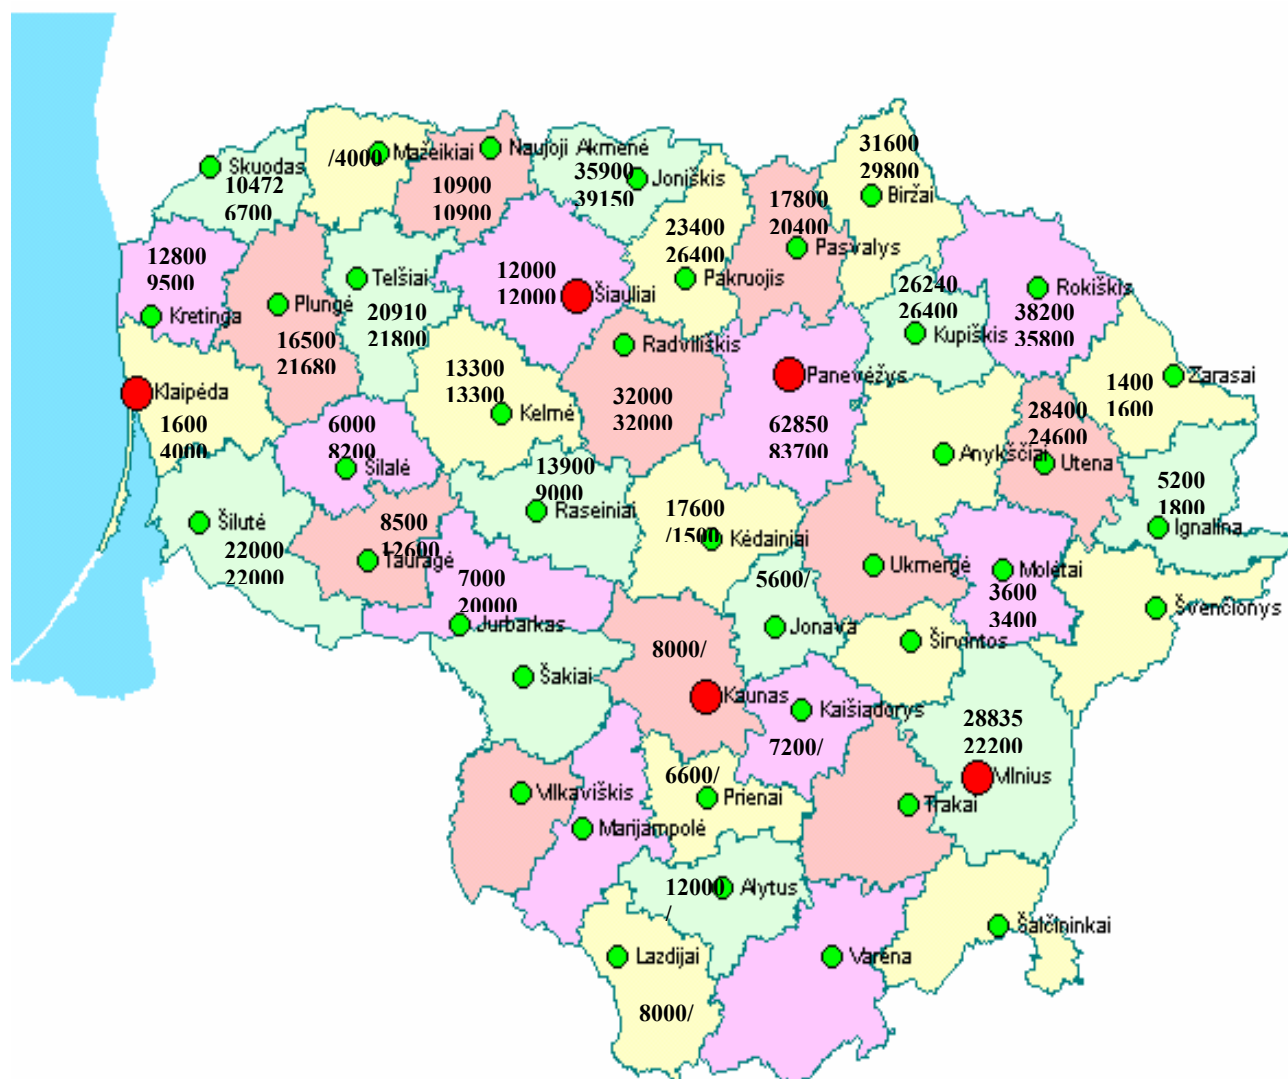 Skuodas
10472
6700
/4000
Mažeikiai
Naujoji Akmenė
10900
10900
35900
39150
Joniškis
23400
26400
Pakruojis
17800
20400
Pasvalys
31600
29800
Biržai
12800
9500
Kretinga
Plungė
16500
21680
Telšiai
20910
21800
12000
12000
Šiauliai
26240
26400
Kupiškis
Rokiškis
38200
35800
Klaipėda
1600
4000
13300
13300
Kelmė
Radviliškis
32000
32000
Panevėžys
62850
83700
Anykščiai
28400
24600
Utena
Zarasai
1400
1600
6000
8200
Šilalė
13900
9000
Raseiniai
17600
/1500
Kėdainiai
5200
1800
Ignalina
Šilutė
22000
22000
8500
12600
Tauragė
7000
20000
Jurbarkas
5600/
Jonava
Ukmergė
Molėtai
3600
3400
Švenčionys
Šakiai
8000/
Kaunas
Kaišiadorys
7200/
Širvintos
28835
22200
Vilnius
Vilkaviškis
Marijampolė
6600/
Prienai
Trakai
12000
/
Alytus
Lazdijai
8000/
Varėna
Šalčininkai